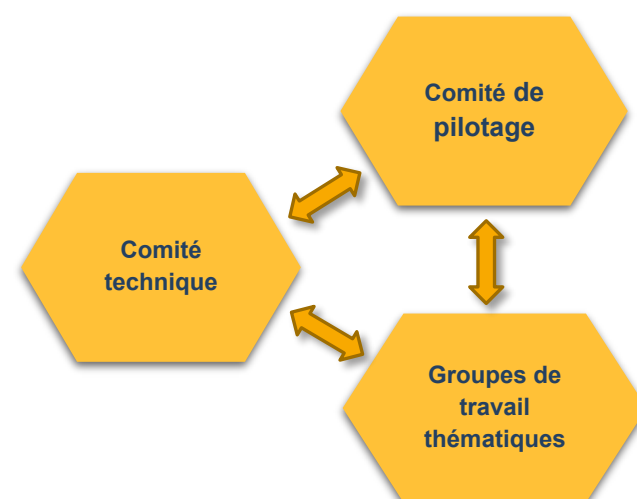 Comité de
pilotage
Comité
technique
Groupes de
travail
thématiques